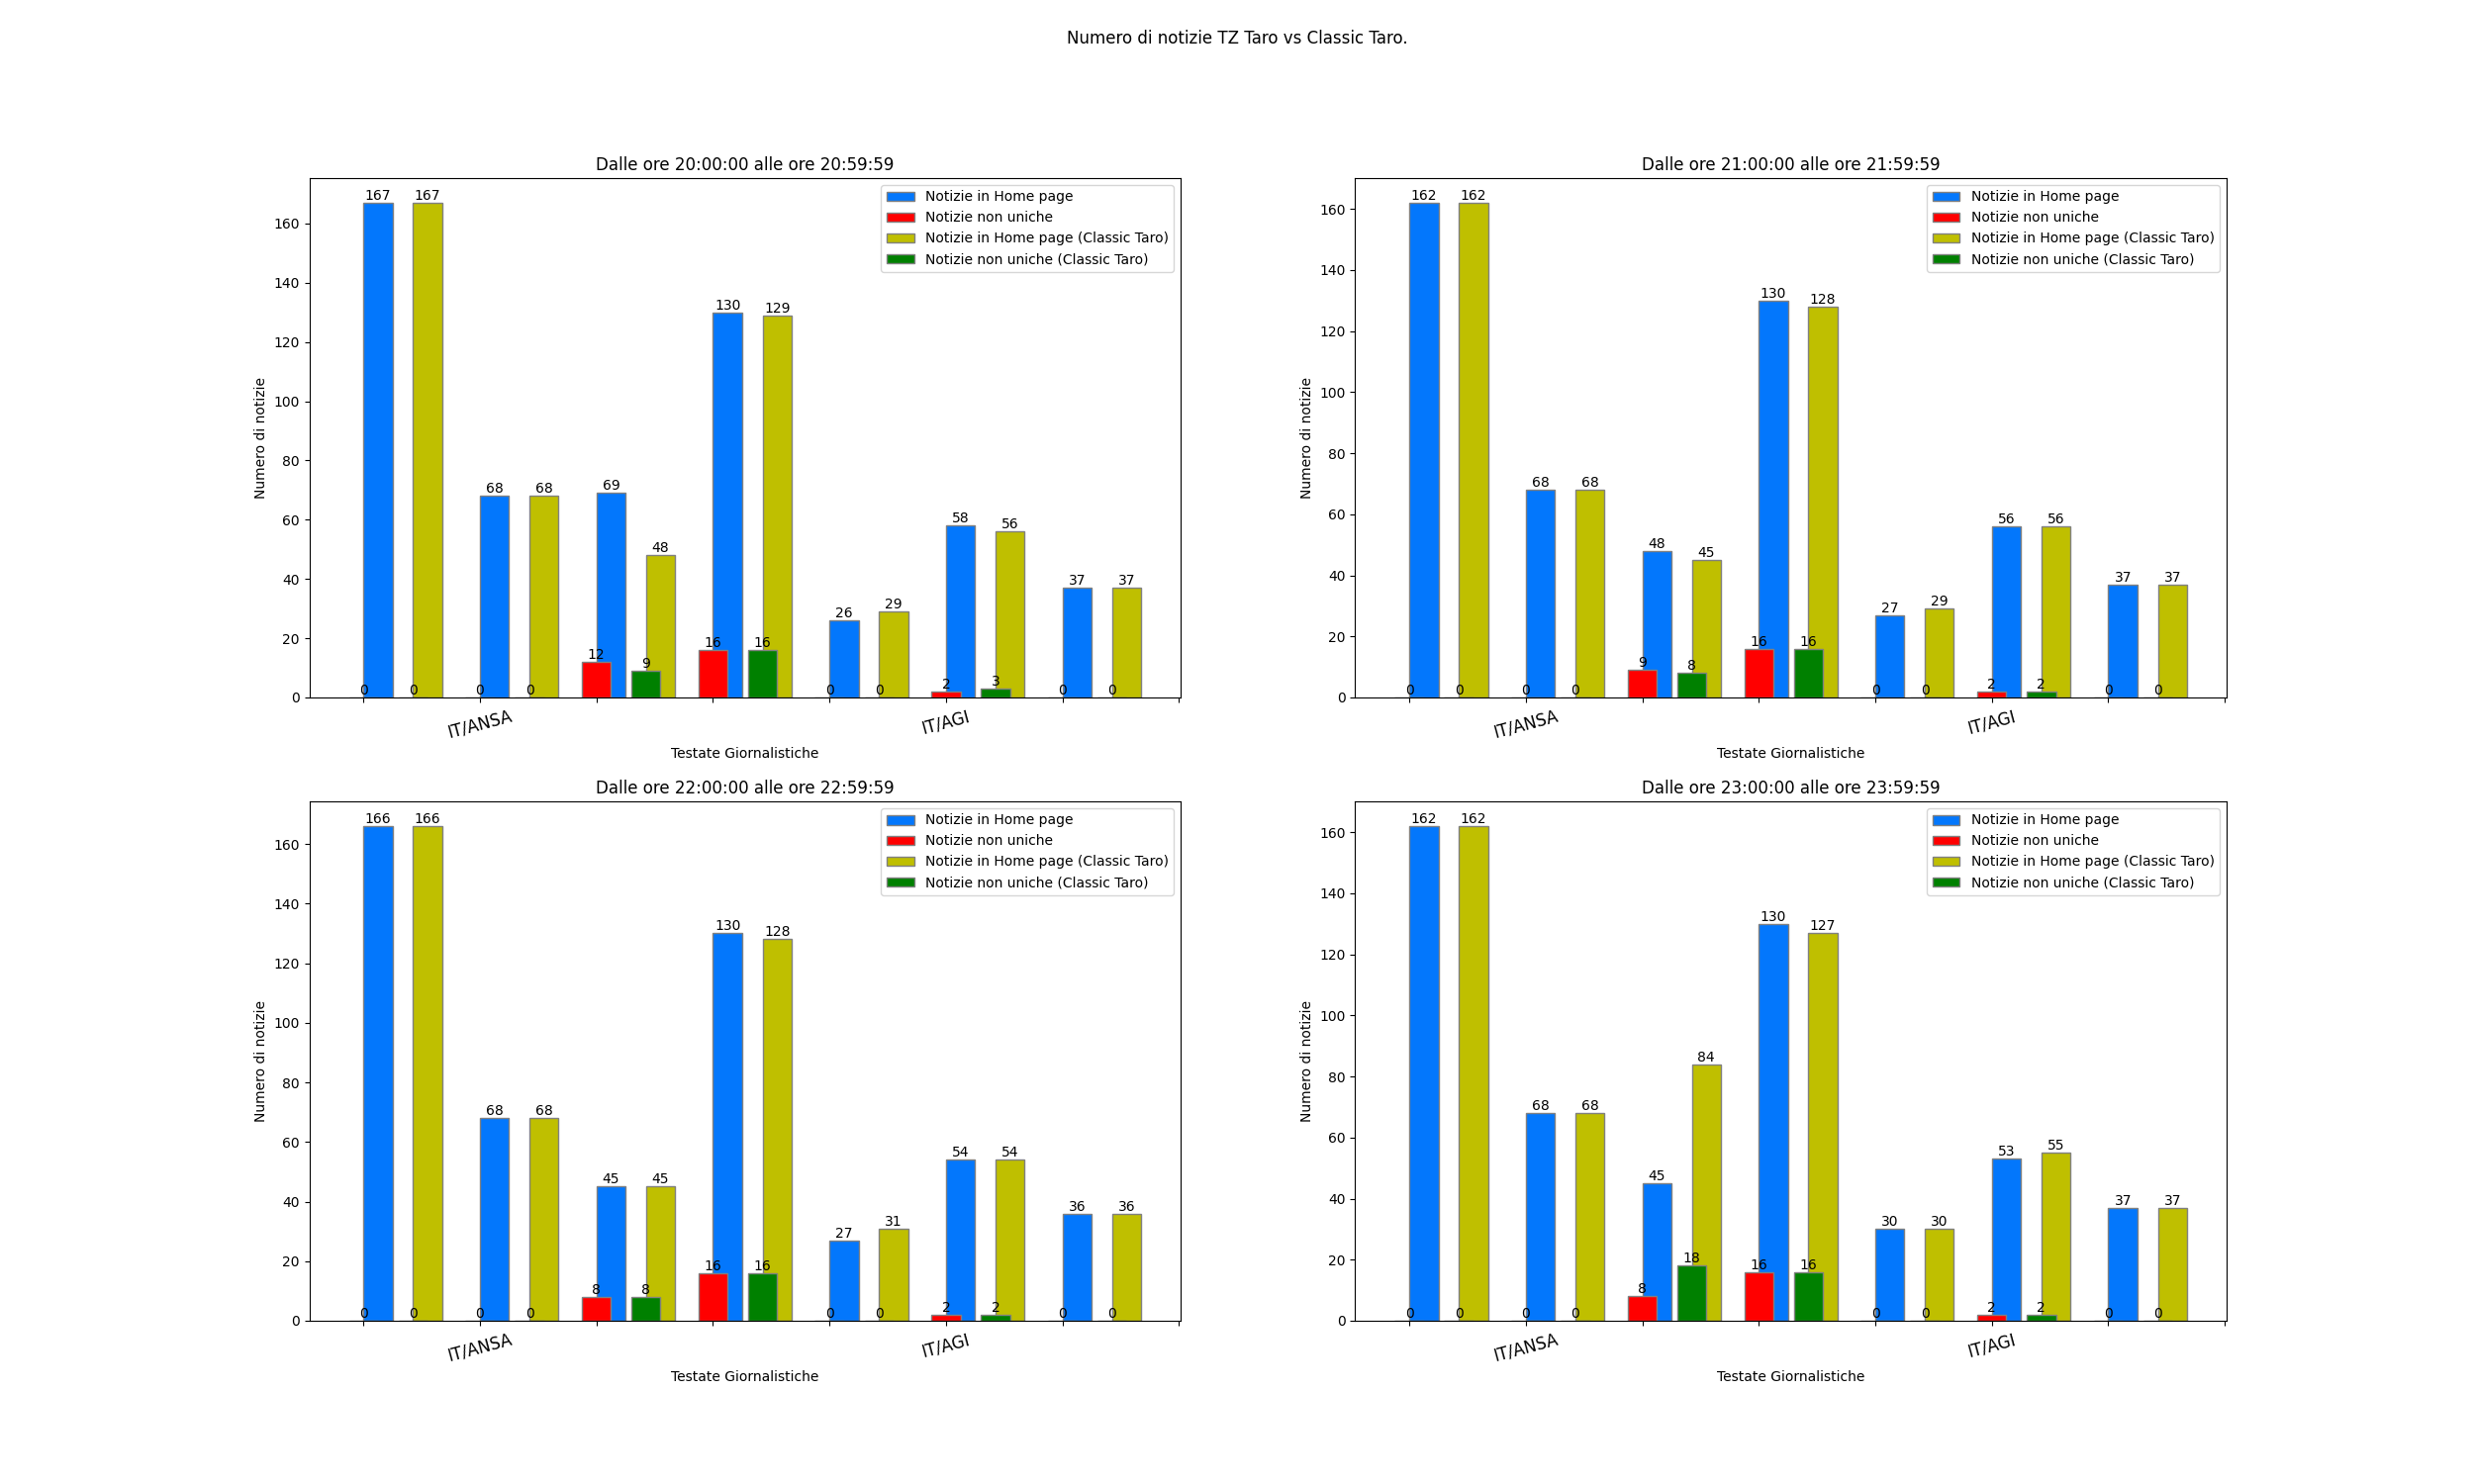 Numero di notizie TZ Taro vs Classic Taro.
Dalle ore 20:00:00 alle ore 20:59:59
Notizie in Home page
Notizie non uniche
Notizie in Home page (Classic Taro)
Notizie non uniche (Classic Taro)
Numero di notizie
160
140
120
100
80
60
40
20
0
167 167
68 68
69 48
130 129
26 29
58 56
37 37
0 0
0 0
12 9
16 16
0 0
2 3
0 0
IT/ANSA
IT/AGI
Testate Giornalistiche
Dalle ore 21:00:00 alle ore 21:59:59
Notizie in Home page
Notizie non uniche
Notizie in Home page (Classic Taro)
Notizie non uniche (Classic Taro)
Numero di notizie
160
140
120
100
80
60
40
20
0
162 162
68 68
48 45
130 128
27 29
56 56
37 37
0 0
0 0
9 8
16 16
0 0
2 2
0 0
IT/ANSA
IT/AGI
Testate Giornalistiche
Dalle ore 22:00:00 alle ore 22:59:59
Notizie in Home page
Notizie non uniche
Notizie in Home page (Classic Taro)
Notizie non uniche (Classic Taro)
Numero di notizie
160
140
120
100
80
60
40
20
0
166 166
68 68
45 45
130 128
27 31
54 54
36 36
0 0
0 0
8 8
16 16
0 0
2 2
0 0
IT/ANSA
IT/AGI
Testate Giornalistiche
Dalle ore 23:00:00 alle ore 23:59:59
Notizie in Home page
Notizie non uniche
Notizie in Home page (Classic Taro)
Notizie non uniche (Classic Taro)
Numero di notizie
160
140
120
100
80
60
40
20
0
162 162
68 68
45 84
130 127
30 30
53 55
37 37
0 0
0 0
8 18
16 16
0 0
2 2
0 0
IT/ANSA
IT/AGI
Testate Giornalistiche